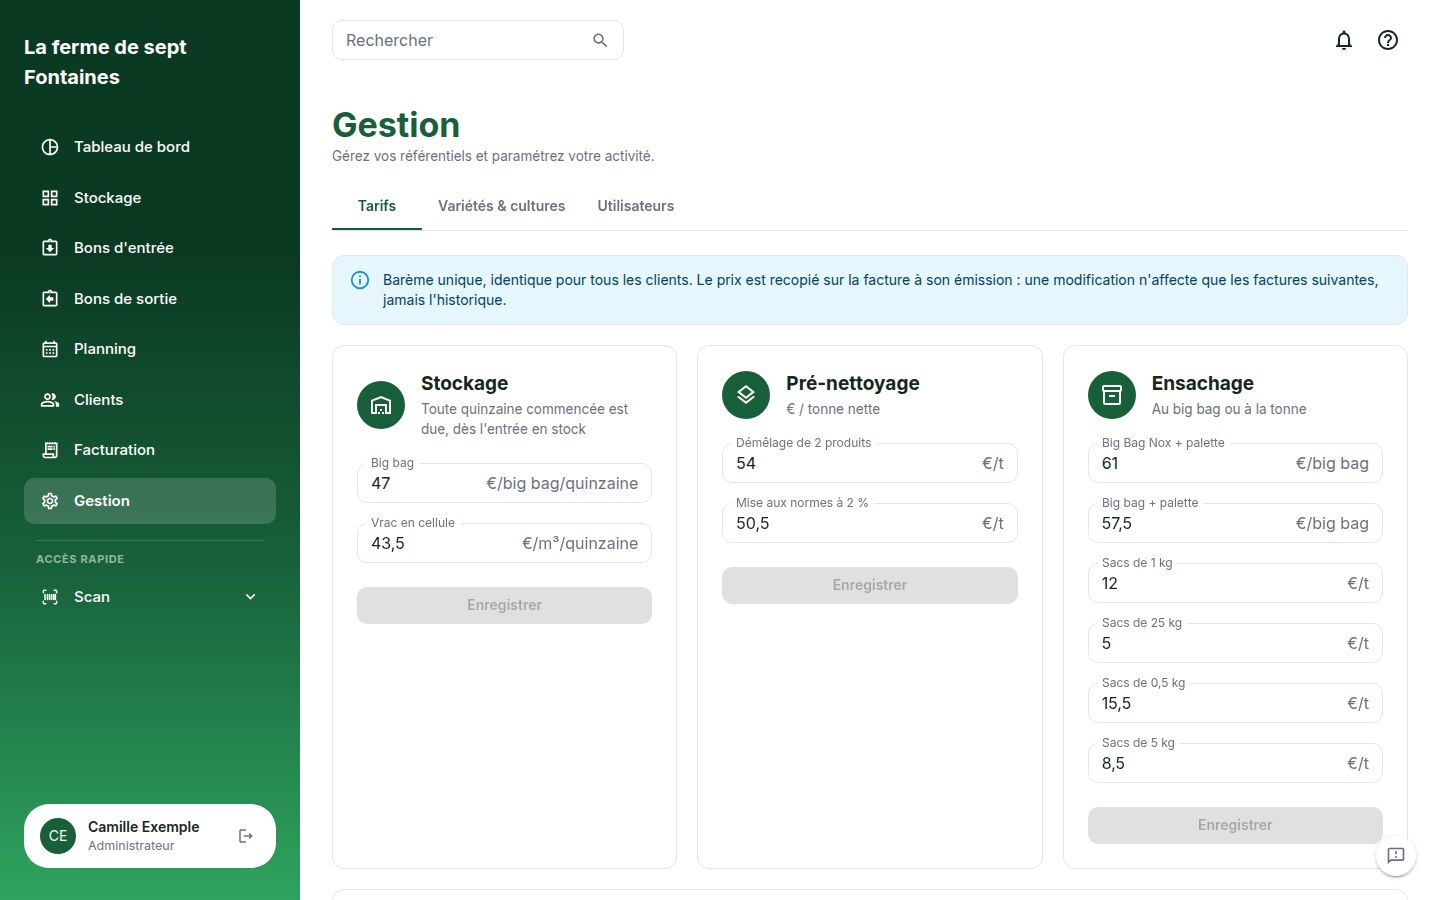 La ferme de sept
Fontaines
Tableau de bord
Stockage
Bons d'entrée
Bons de sortie
Planning
Clients
Facturation
Gestion
ACCÈS RAPIDE
Scan
CE
Camille Exemple
Administrateur
Rechercher
Gestion
Gérez vos référentiels et paramétrez votre activité.
Tarifs
Variétés & cultures
Utilisateurs
Barème unique, identique pour tous les clients. Le prix est recopié sur la facture à son émission : une modification n'affecte que les factures suivantes,
jamais l'historique.
Stockage
Toute quinzaine commencée est
due, dès l'entrée en stock
Big bag
47 €/big bag/quinzaine
Vrac en cellule
43,5 €/m³/quinzaine
Enregistrer
Pré-nettoyage
€ / tonne nette
Démêlage de 2 produits
54 €/t
Mise aux normes à 2 %
50,5 €/t
Enregistrer
Ensachage
Au big bag ou à la tonne
Big Bag Nox + palette
61 €/big bag
Big bag + palette
57,5 €/big bag
Sacs de 1 kg
12 €/t
Sacs de 25 kg
5 €/t
Sacs de 0,5 kg
15,5 €/t
Sacs de 5 kg
8,5 €/t
Enregistrer